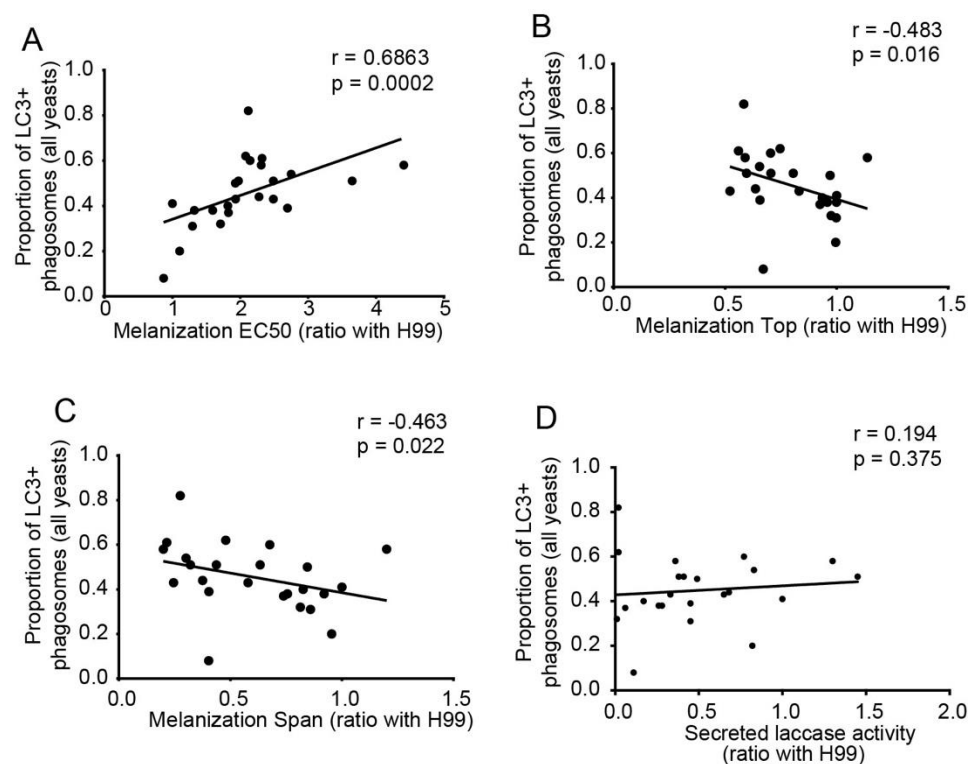 A
r = 0.6863
p = 0.0002
Proportion of LC3+
phagosomes (all yeasts)
1.0
0.8
0.6
0.4
0.2
0.0
0 1 2 3 4 5
Melanization EC50 (ratio with H99)
B
r = -0.483
p = 0.016
Proportion of LC3+
phagosomes (all yeasts)
1.0
0.8
0.6
0.4
0.2
0.0
0.0 0.5 1.0 1.5
Melanization Top (ratio with H99)
C
r = -0.463
p = 0.022
Proportion of LC3+
phagosomes (all yeasts)
1.0
0.8
0.6
0.4
0.2
0.0
0.0 0.5 1.0 1.5
Melanization Span (ratio with H99)
D
r = 0.194
p = 0.375
Proportion of LC3+
phagosomes (all yeasts)
1.0
0.8
0.6
0.4
0.2
0.0
0.0 0.5 1.0 1.5 2.0
Secreted laccase activity
(ratio with H99)